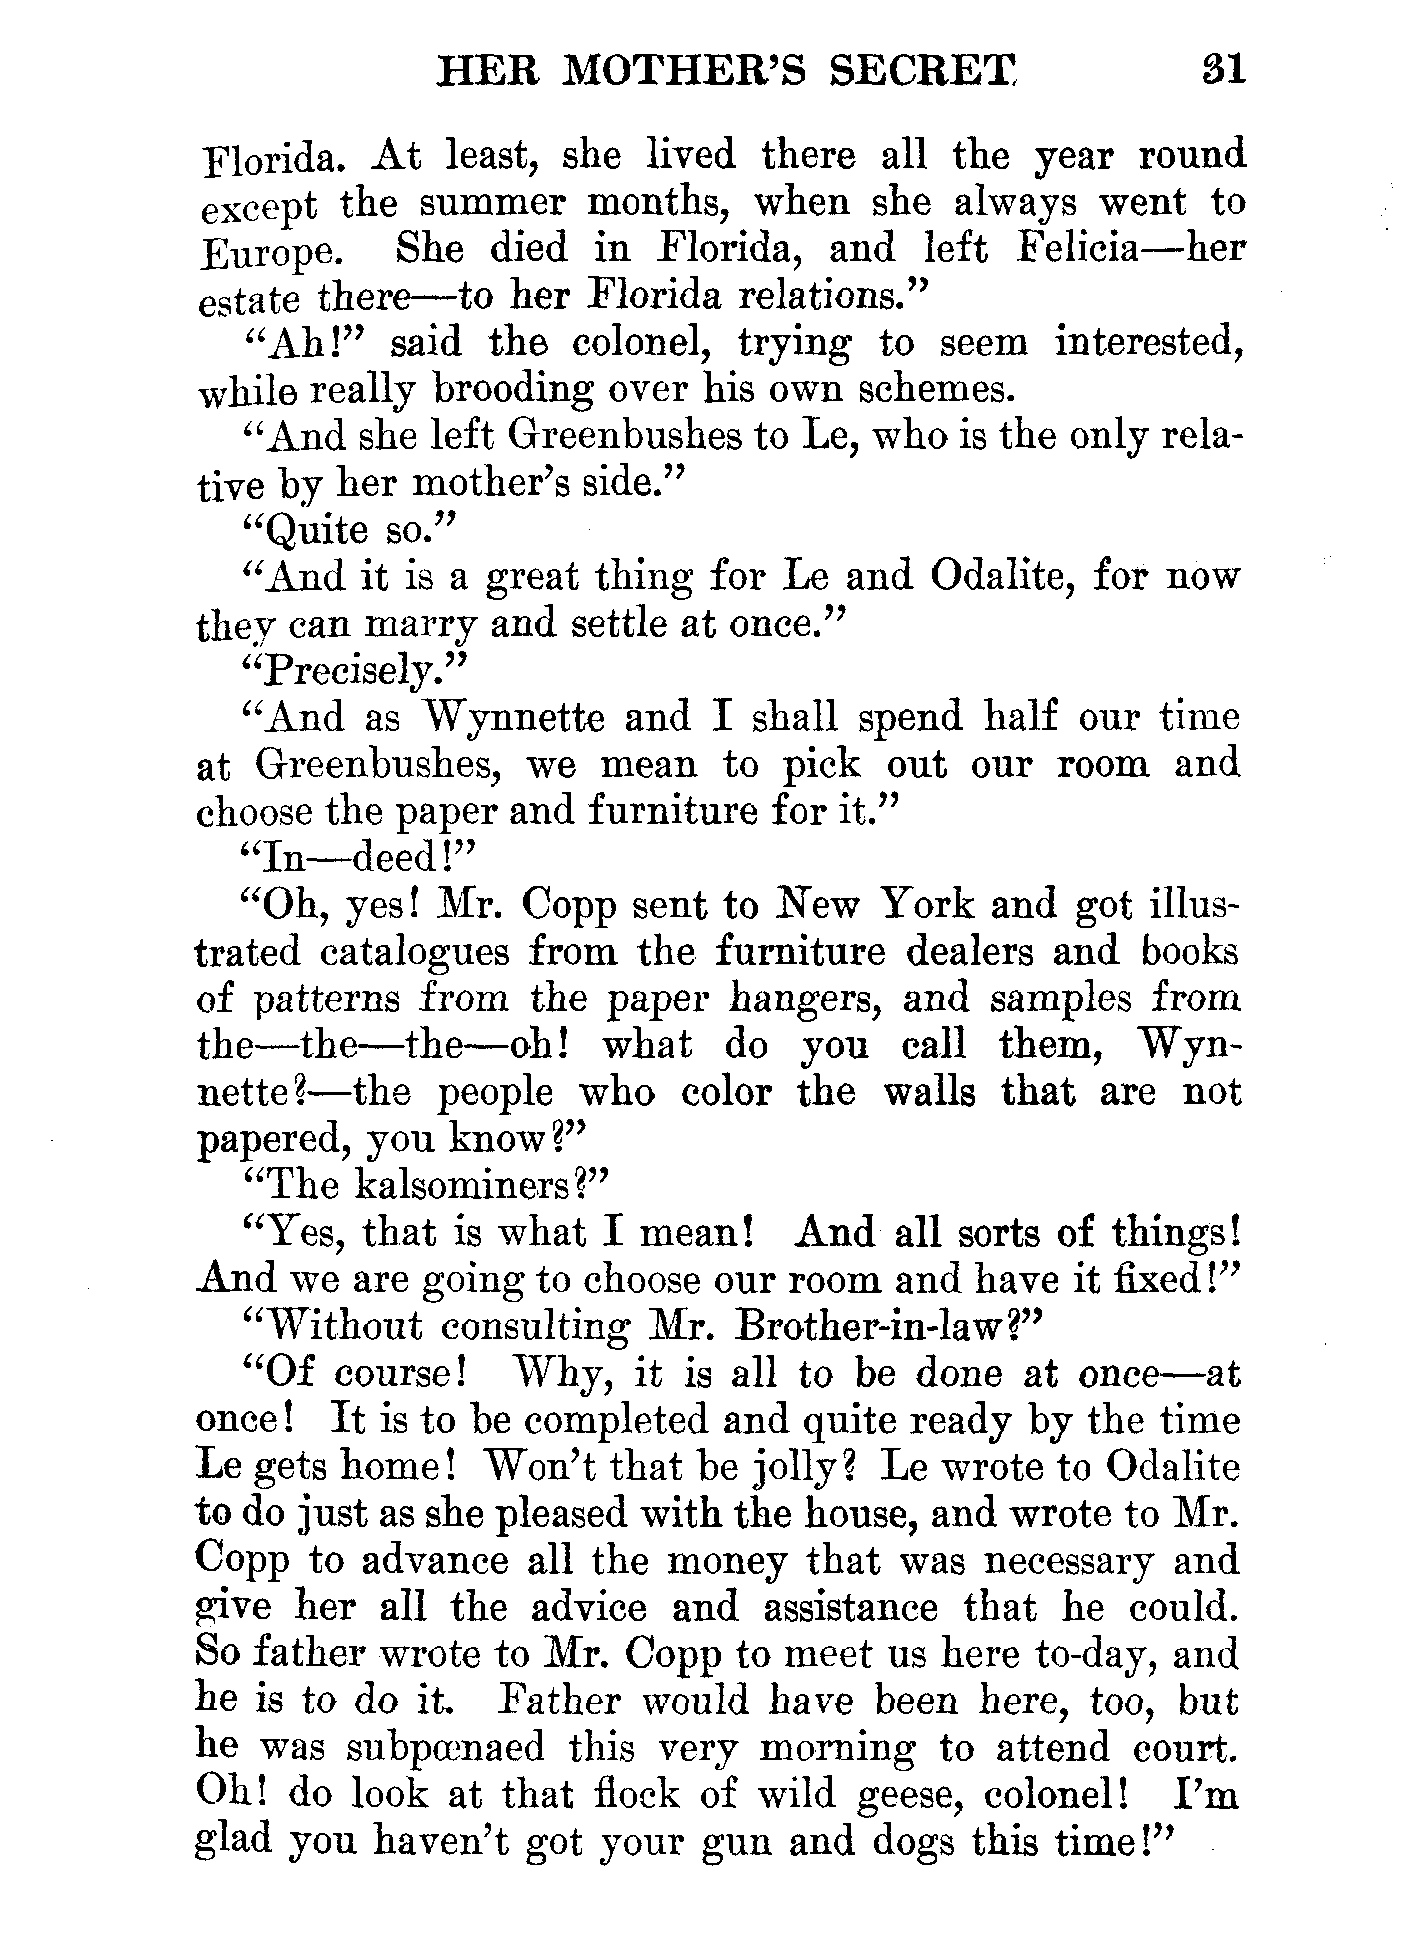 HER MOTHER'S SECRET 31
Florida. At least, she lived there all the year round
except the summer months, when she always went to
Europe. She died in Florida, and left Felicia—her
estate there—to her Florida relations."
"Ah!" said the colonel, trying to seem interested,
while really brooding over his own schemes.
"And she left Greenbushes to Le, who is the only rela-
tive by her mother's side."
"Quite so."
"And it is a great thing for Le and Odalite, for now
they can marry and settle at once."
"Precisely."
"And as Wynnette and I shall spend half our time
at Greenbushes, we mean to pick out our room and
choose the paper and furniture for it."
"In—deed!"
"Oh, yes! Mr. Copp sent to New York and got illus-
trated catalogues from the furniture dealers and books
of patterns from the paper hangers, and samples from
the—the—the—oh! what do you call them, Wyn-
nette?—the people who color the walls that are not
papered, you know?"
"The kalsominers?"
"Yes, that is what I mean! And all sorts of things!
And we are going to choose our room and have it fixed!"
"Without consulting Mr. Brother-in-law?"
"Of course! Why, it is all to be done at once—at
once! It is to be completed and quite ready by the time
Le gets home! Won't that be jolly? Le wrote to Odalite
to do just as she pleased with the house, and wrote to Mr.
Copp to advance all the money that was necessary and
give her all the advice and assistance that he could.
So father wrote to Mr. Copp to meet us here to-day, and
he is to do it. Father would have been here, too, but
he was subpœnaed this very morning to attend court.
Oh! do look at that flock of wild geese, colonel! I'm
glad you haven't got your gun and dogs this time!"